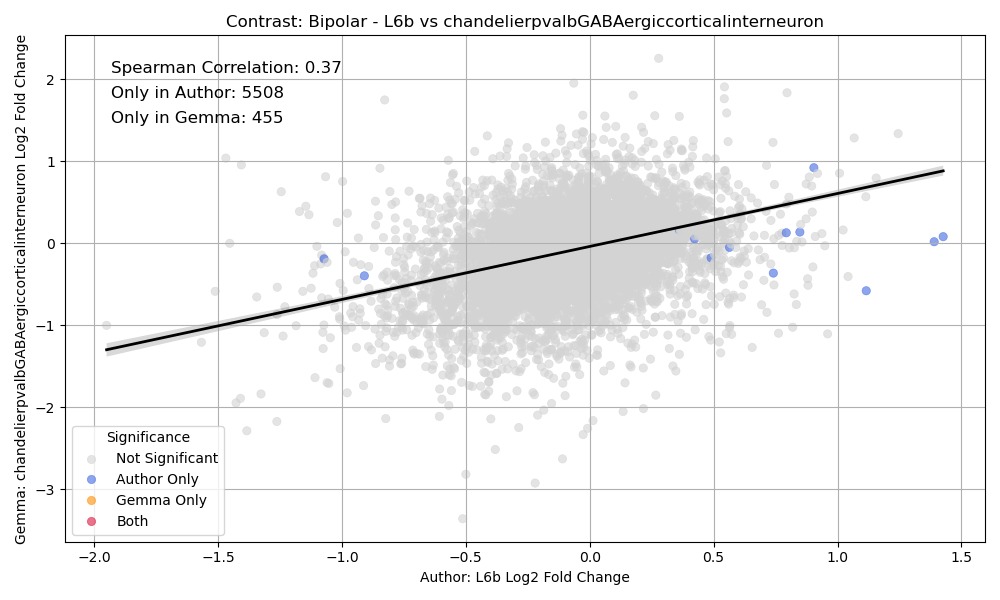 Contrast: Bipolar - L6b vs chandelierpvalbGABAergiccorticalinterneuron
Spearman Correlation: 0.37
Only in Author: 5508
Only in Gemma: 455
Gemma: chandelierpvalbGABAergiccorticalinterneuron Log2 Fold Change
2
1
0
−1
−2
−3
Significance
Not Significant
Author Only
Gemma Only
Both
−2.0 −1.5 −1.0 −0.5 0.0 0.5 1.0 1.5
Author: L6b Log2 Fold Change